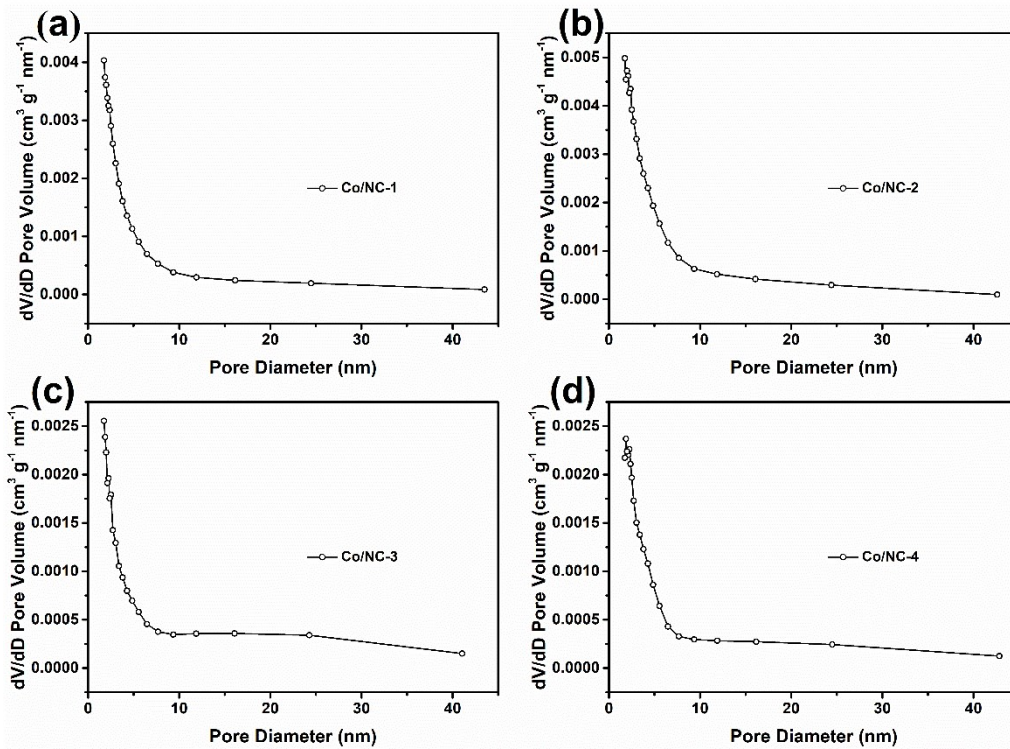 (a)
dV/dD Pore Volume (cm³ g⁻¹ nm⁻¹)
0.004
0.003
0.002
0.001
0.000
Co/NC-1
0 10 20 30 40
Pore Diameter (nm)
(b)
dV/dD Pore Volume (cm³ g⁻¹ nm⁻¹)
0.005
0.004
0.003
0.002
0.001
0.000
Co/NC-2
0 10 20 30 40
Pore Diameter (nm)
(c)
dV/dD Pore Volume (cm³ g⁻¹ nm⁻¹)
0.0025
0.0020
0.0015
0.0010
0.0005
0.0000
Co/NC-3
0 10 20 30 40
Pore Diameter (nm)
(d)
dV/dD Pore Volume (cm³ g⁻¹ nm⁻¹)
0.0025
0.0020
0.0015
0.0010
0.0005
0.0000
Co/NC-4
0 10 20 30 40
Pore Diameter (nm)